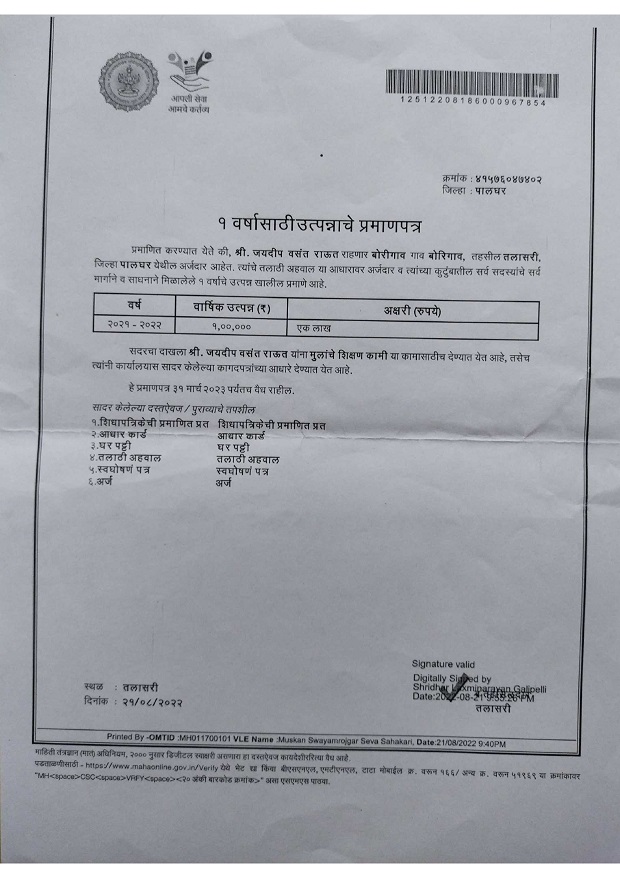 आपली सेवा
आमचे कर्तव्य
12512208186000967854
क्रमांक : ४१५७६०४७४०२
जिल्हा : पालघर
१ वर्षासाठी उत्पन्नाचे प्रमाणपत्र
प्रमाणित करण्यात येते की, श्री. जयदीप वसंत राऊत राहणार बोरीगाव गाव बोरिगाव, तहसील तलासरी,
जिल्हा पालघर येथील अर्जदार आहेत. त्यांचे तलाठी अहवाल या आधारावर अर्जदार व त्यांच्या कुटुंबातील सर्व सदस्यांचे सर्व
मार्गाने व साधनाने मिळालेले १ वर्षाचे उत्पन्न खालील प्रमाणे आहे.
वर्ष वार्षिक उत्पन्न (₹) अक्षरी (रुपये)
२०२१ - २०२२ १,००,००० एक लाख
सदरचा दाखला श्री. जयदीप वसंत राऊत यांना मुलांचे शिक्षण कामी या कामासाठीच देण्यात येत आहे, तसेच
त्यांनी कार्यालयास सादर केलेल्या कागदपत्रांच्या आधारे देण्यात येत आहे.
हे प्रमाणपत्र ३१ मार्च २०२३ पर्यंतच वैध राहील.
सादर केलेल्या दस्तऐवज / पुराव्याचे तपशील
१.शिधापत्रिकेची प्रमाणित प्रत शिधापत्रिकेची प्रमाणित प्रत
२.आधार कार्ड आधार कार्ड
३.घर पट्टी घर पट्टी
४.तलाठी अहवाल तलाठी अहवाल
५.स्वघोषणं पत्र स्वघोषणं पत्र
६.अर्ज अर्ज
Signature valid
Digitally Signed by
Shridhar Laxminarayan Galipelli
Date:2022-08-21
तलासरी
स्थळ : तलासरी
दिनांक : २१/०८/२०२२
Printed By -OMTID :MH011700101 VLE Name :Muskan Swayamrojgar Seva Sahakari, Date:21/08/2022 9:40PM
माहिती तंत्रज्ञान (मात) अधिनियम, २००० नुसार डिजीटल स्वाक्षरी असणारा हा दस्तऐवज कायदेशीररित्या वैध आहे.
पडताळणीसाठी - https://www.mahaonline.gov.in/Verify येथे भेट द्या किंवा बीएसएनएल, एमटीएनएल, टाटा मोबाईल क्र. वरून १६६/ अन्य क्र. वरून ५१९६९ या क्रमांकावर
"MH<space>CSC<space>VRFY<space><२० अंकी बारकोड क्रमांक>" असा एसएमएस पाठवा.